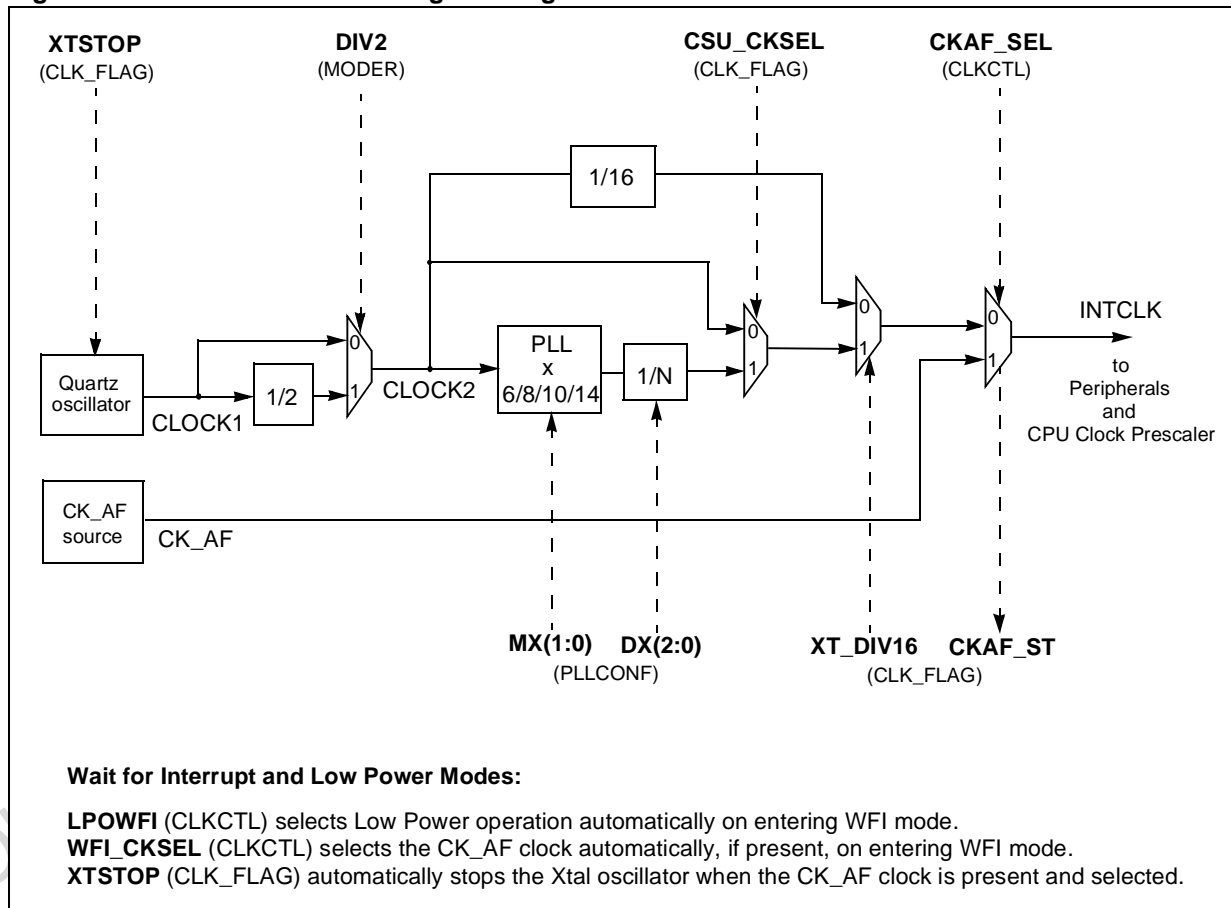 XTSTOP
(CLK_FLAG)
DIV2
(MODER)
CSU_CKSEL
(CLK_FLAG)
CKAF_SEL
(CLKCTL)
1/16
Quartz
oscillator
CLOCK1
1/2
0
1
CLOCK2
PLL
x
6/8/10/14
1/N
0
1
0
1
0
1
INTCLK
to
Peripherals
and
CPU Clock Prescaler
CK_AF
source
CK_AF
MX(1:0)
DX(2:0)
(PLLCONF)
XT_DIV16
CKAF_ST
(CLK_FLAG)
Wait for Interrupt and Low Power Modes:
LPOWFI (CLKCTL) selects Low Power operation automatically on entering WFI mode.
WFI_CKSEL (CLKCTL) selects the CK_AF clock automatically, if present, on entering WFI mode.
XTSTOP (CLK_FLAG) automatically stops the Xtal oscillator when the CK_AF clock is present and selected.